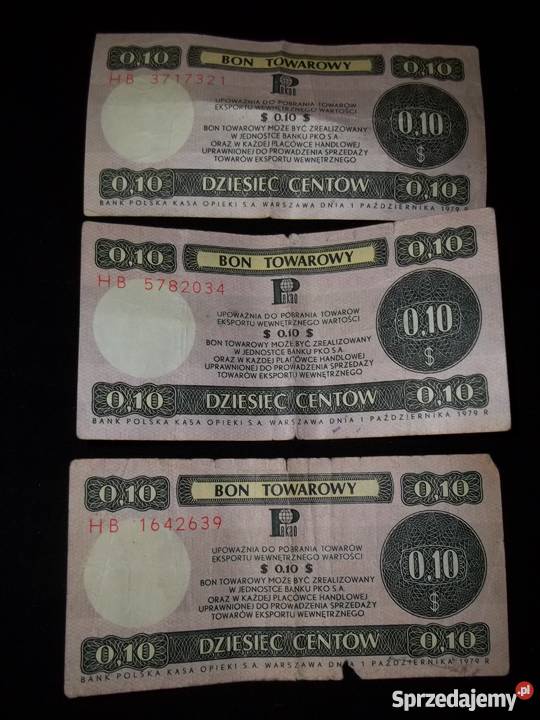 0,10 BON TOWAROWY 0,10
HB 3717321
Pekao
UPOWAŻNIA DO POBRANIA TOWARÓW
EKSPORTU WEWNĘTRZNEGO WARTOŚCI
$ 0.10 $
BON TOWAROWY MOŻE BYĆ ZREALIZOWANY
W JEDNOSTCE BANKU PKO S.A.
ORAZ W KAŻDEJ PLACÓWCE HANDLOWEJ
UPRAWNIONEJ DO PROWADZENIA SPRZEDAŻY
TOWARÓW EKSPORTU WEWNĘTRZNEGO
0,10
$
0,10 DZIESIĘĆ CENTÓW 0,10
BANK POLSKA KASA OPIEKI S.A. WARSZAWA DNIA 1 PAŹDZIERNIKA 1979 R
0,10 BON TOWAROWY 0,10
HB 5782034
Pekao
UPOWAŻNIA DO POBRANIA TOWARÓW
EKSPORTU WEWNĘTRZNEGO WARTOŚCI
$ 0.10 $
BON TOWAROWY MOŻE BYĆ ZREALIZOWANY
W JEDNOSTCE BANKU PKO S.A.
ORAZ W KAŻDEJ PLACÓWCE HANDLOWEJ
UPRAWNIONEJ DO PROWADZENIA SPRZEDAŻY
TOWARÓW EKSPORTU WEWNĘTRZNEGO
0,10
$
0,10 DZIESIĘĆ CENTÓW 0,10
BANK POLSKA KASA OPIEKI S.A. WARSZAWA DNIA 1 PAŹDZIERNIKA 1979 R
0,10 BON TOWAROWY 0,10
HB 1642639
Pekao
UPOWAŻNIA DO POBRANIA TOWARÓW
EKSPORTU WEWNĘTRZNEGO WARTOŚCI
$ 0.10 $
BON TOWAROWY MOŻE BYĆ ZREALIZOWANY
W JEDNOSTCE BANKU PKO S.A.
ORAZ W KAŻDEJ PLACÓWCE HANDLOWEJ
UPRAWNIONEJ DO PROWADZENIA SPRZEDAŻY
TOWARÓW EKSPORTU WEWNĘTRZNEGO
0,10
$
0,10 DZIESIĘĆ CENTÓW 0,10
BANK POLSKA KASA OPIEKI S.A. WARSZAWA DNIA 1 PAŹDZIERNIKA 1979 R
Sprzedajemy.pl